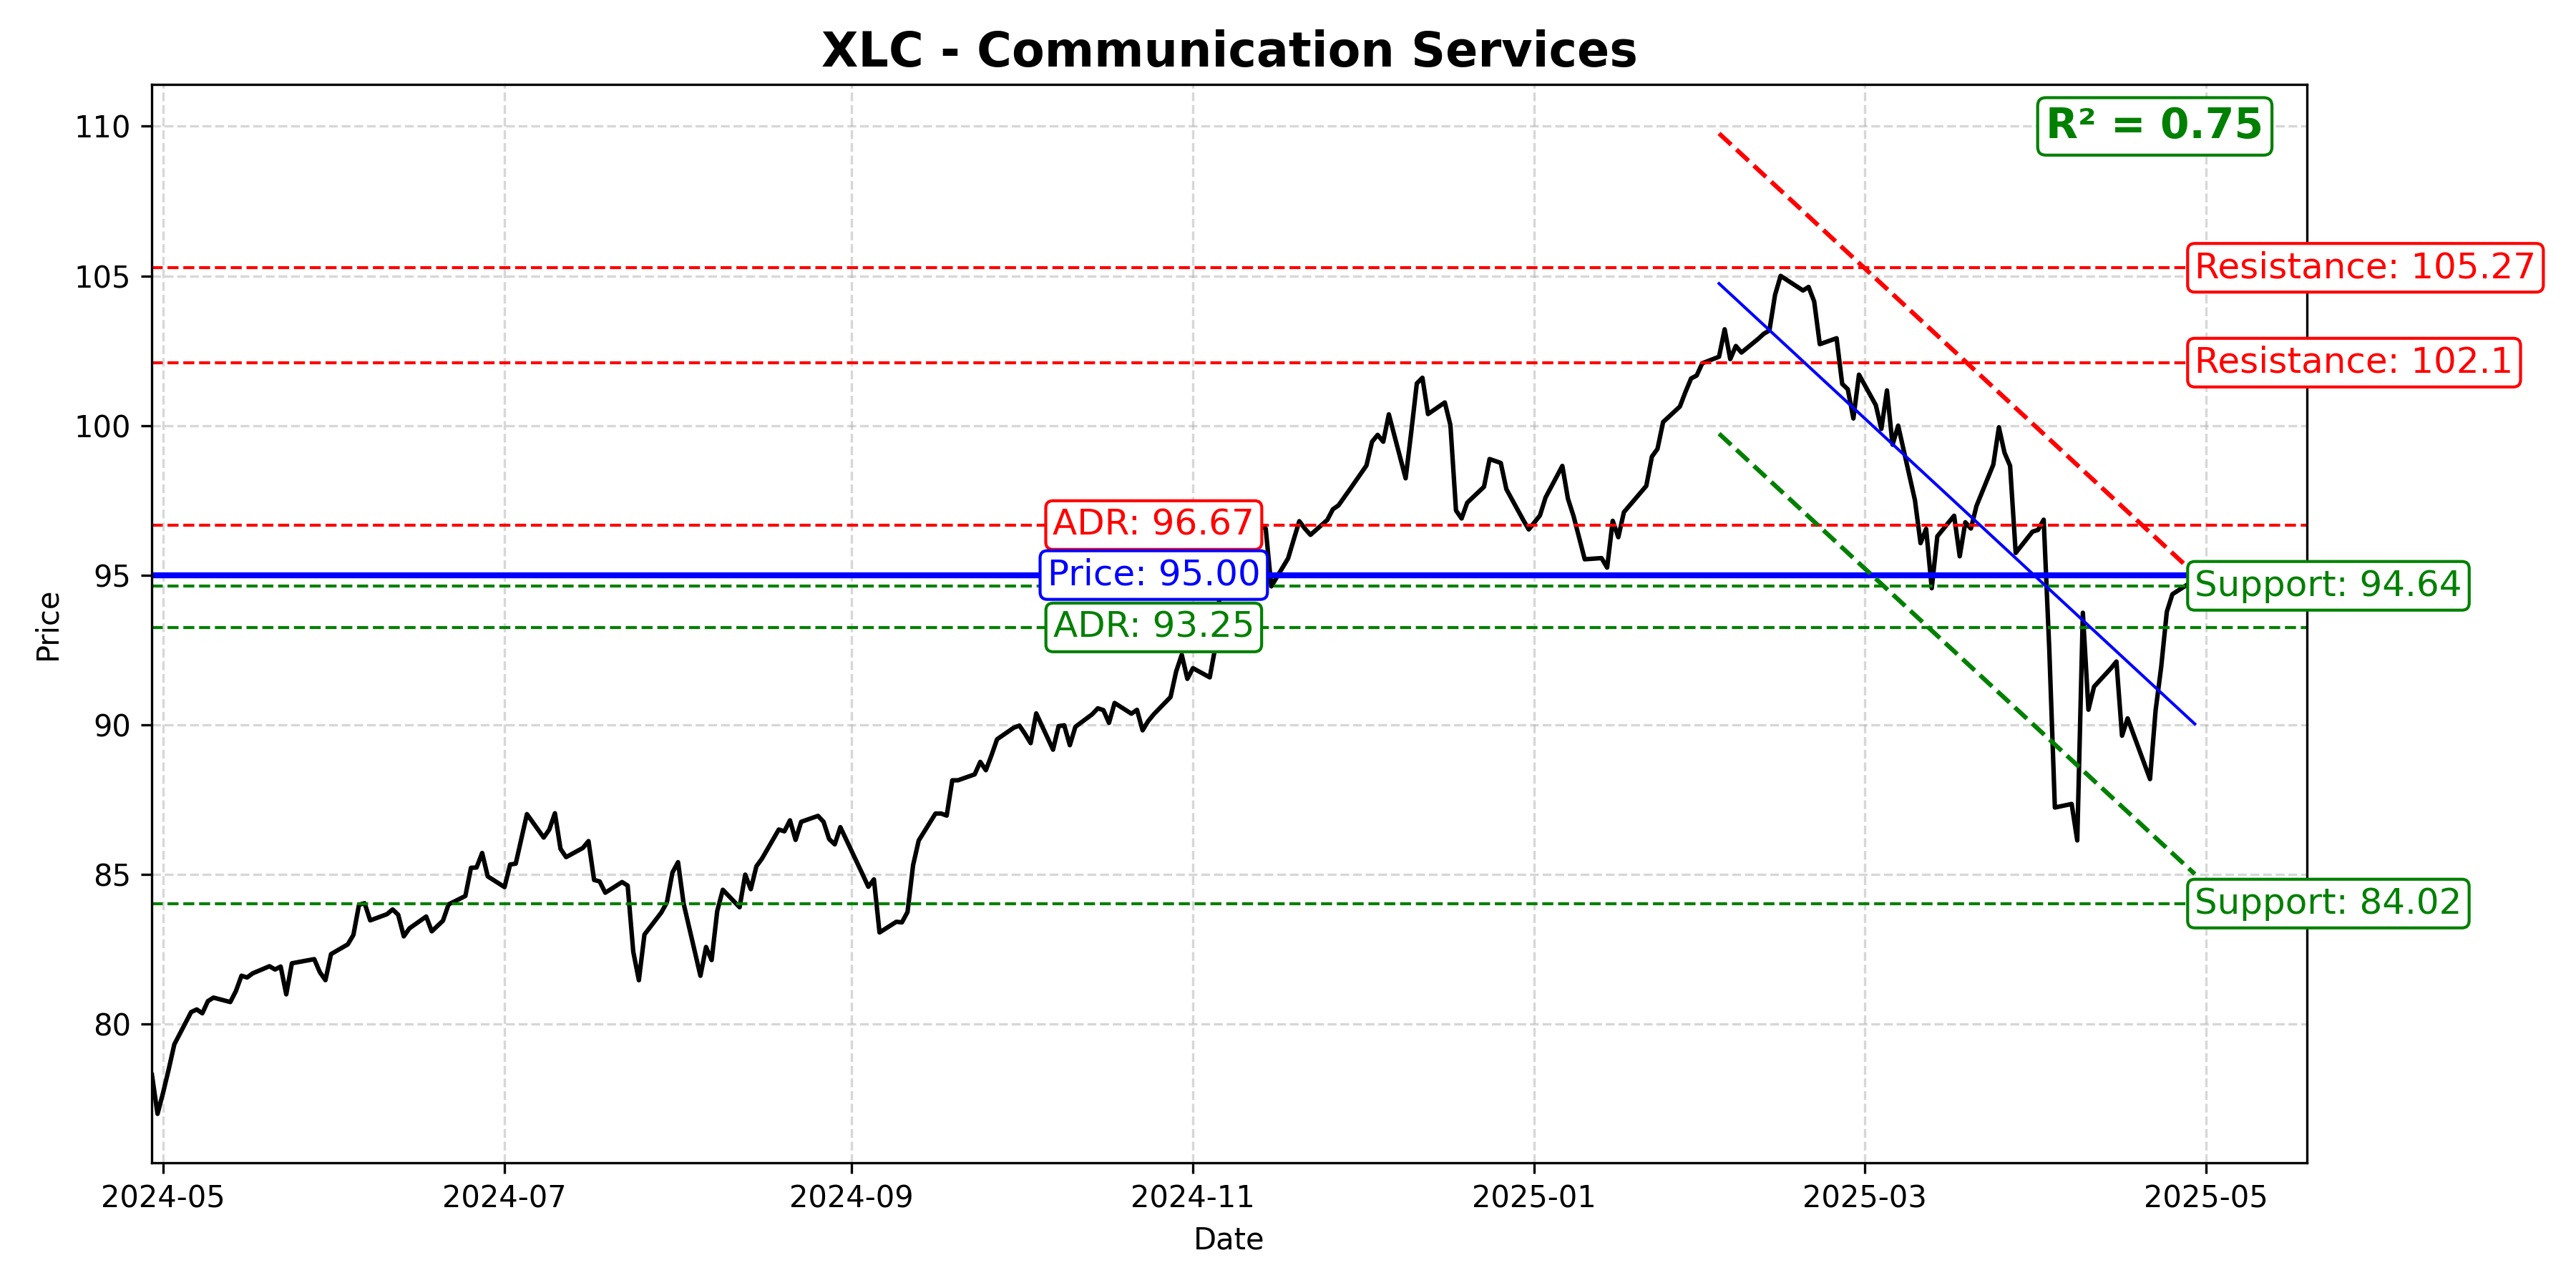 XLC - Communication Services
R² = 0.75
110
105
100
95
90
85
80
Price
Resistance: 105.27
Resistance: 102.1
ADR: 96.67
Price: 95.00
Support: 94.64
ADR: 93.25
Support: 84.02
2024-05
2024-07
2024-09
2024-11
2025-01
2025-03
2025-05
Date